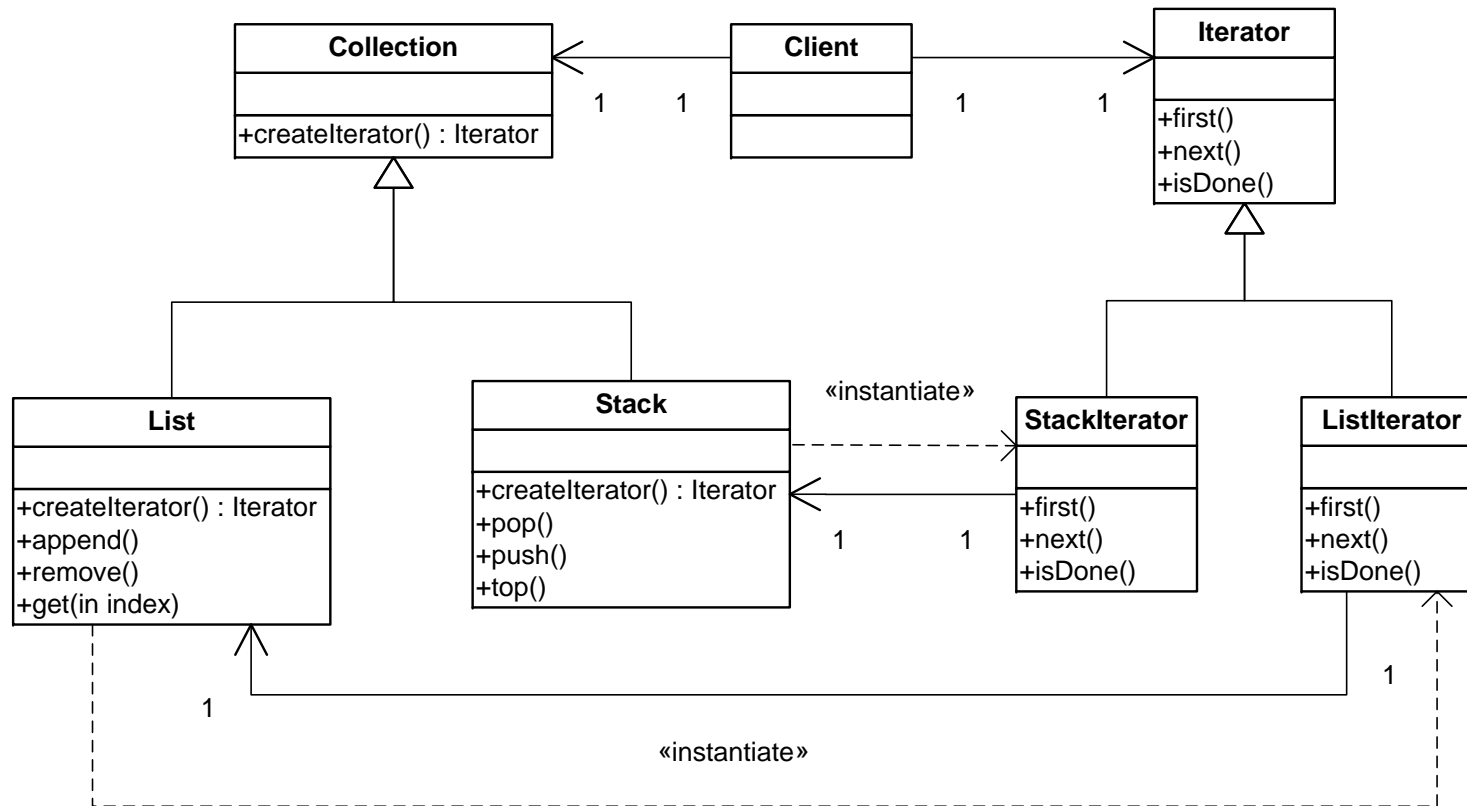 Collection
+createIterator() : Iterator
Client
Iterator
+first()
+next()
+isDone()
1
1
1
1
List
+createIterator() : Iterator
+append()
+remove()
+get(in index)
Stack
+createIterator() : Iterator
+pop()
+push()
+top()
«instantiate»
1
1
StackIterator
+first()
+next()
+isDone()
ListIterator
+first()
+next()
+isDone()
1
1
«instantiate»